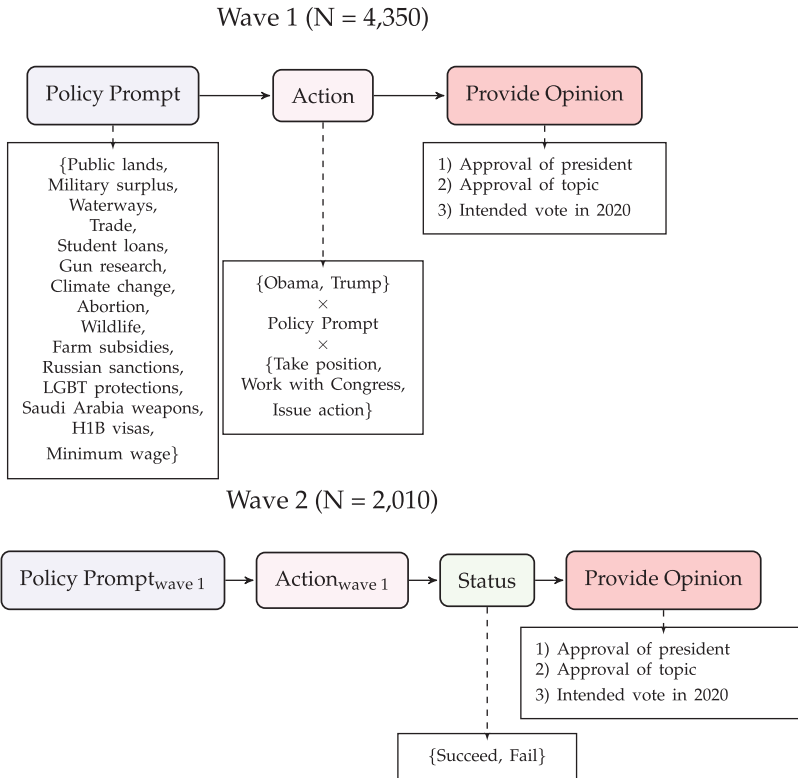 Wave 1 (N = 4,350)
Policy Prompt
Action
Provide Opinion
{Public lands,
Military surplus,
Waterways,
Trade,
Student loans,
Gun research,
Climate change,
Abortion,
Wildlife,
Farm subsidies,
Russian sanctions,
LGBT protections,
Saudi Arabia weapons,
H1B visas,
Minimum wage}
{Obama, Trump}
×
Policy Prompt
×
{Take position,
Work with Congress,
Issue action}
1) Approval of president
2) Approval of topic
3) Intended vote in 2020
Wave 2 (N = 2,010)
Policy Prompt wave 1
Action wave 1
Status
Provide Opinion
1) Approval of president
2) Approval of topic
3) Intended vote in 2020
{Succeed, Fail}